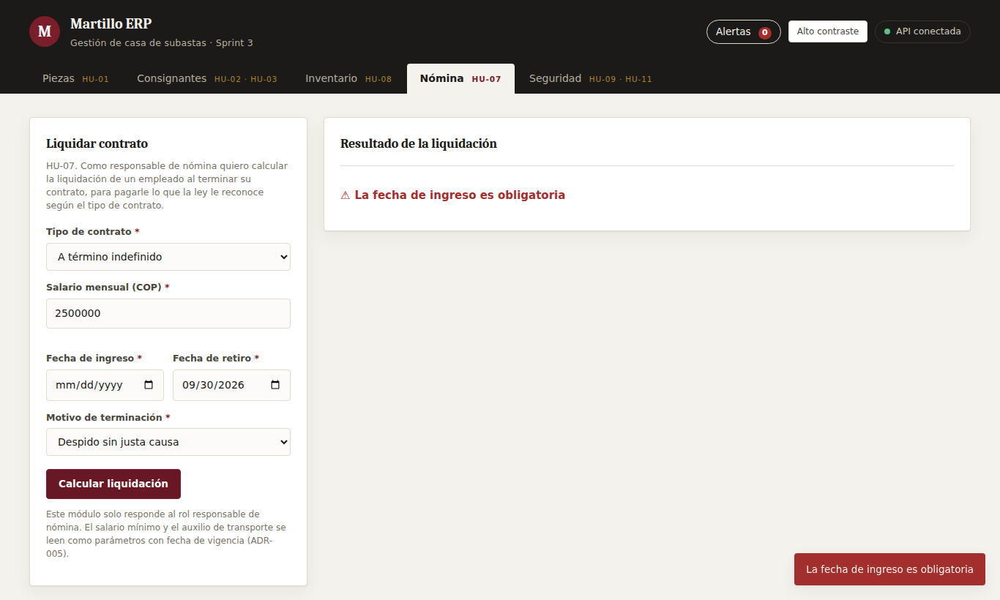 M
Martillo ERP
Gestión de casa de subastas · Sprint 3
Alertas 0
Alto contraste
API conectada
Piezas HU-01
Consignantes HU-02 · HU-03
Inventario HU-08
Nómina HU-07
Seguridad HU-09 · HU-11
Liquidar contrato
HU-07. Como responsable de nómina quiero calcular
la liquidación de un empleado al terminar su
contrato, para pagarle lo que la ley le reconoce
según el tipo de contrato.
Tipo de contrato *
A término indefinido
Salario mensual (COP) *
2500000
Fecha de ingreso *
Fecha de retiro *
mm/dd/yyyy
09/30/2026
Motivo de terminación *
Despido sin justa causa
Calcular liquidación
Este módulo solo responde al rol responsable de
nómina. El salario mínimo y el auxilio de transporte se
leen como parámetros con fecha de vigencia (ADR-
005).
Resultado de la liquidación
⚠ La fecha de ingreso es obligatoria
La fecha de ingreso es obligatoria